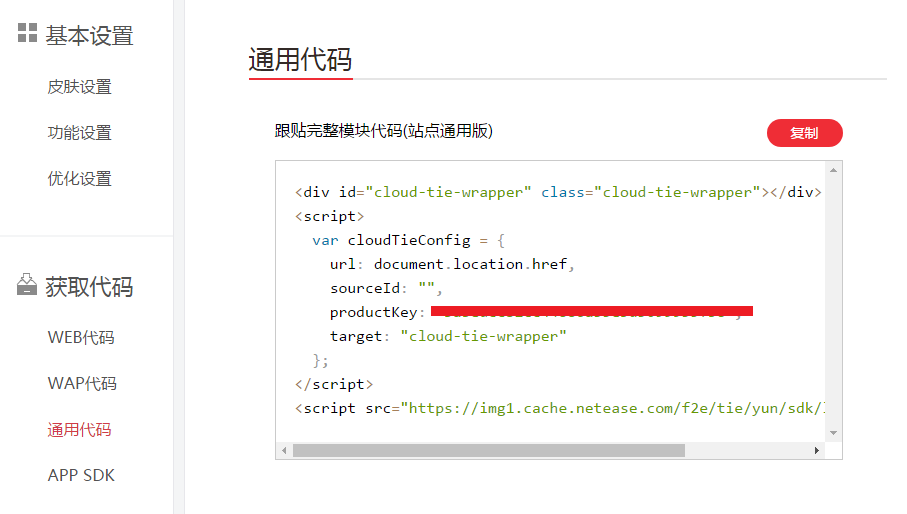 基本设置
皮肤设置
功能设置
优化设置
获取代码
WEB代码
WAP代码
通用代码
APP SDK
通用代码
跟贴完整模块代码(站点通用版)
复制
<div id="cloud-tie-wrapper" class="cloud-tie-wrapper"></div>
<script>
var cloudTieConfig = {
url: document.location.href,
sourceId: "",
productKey:
target: "cloud-tie-wrapper"
};
</script>
<script src="https://img1.cache.netease.com/f2e/tie/yun/sdk/